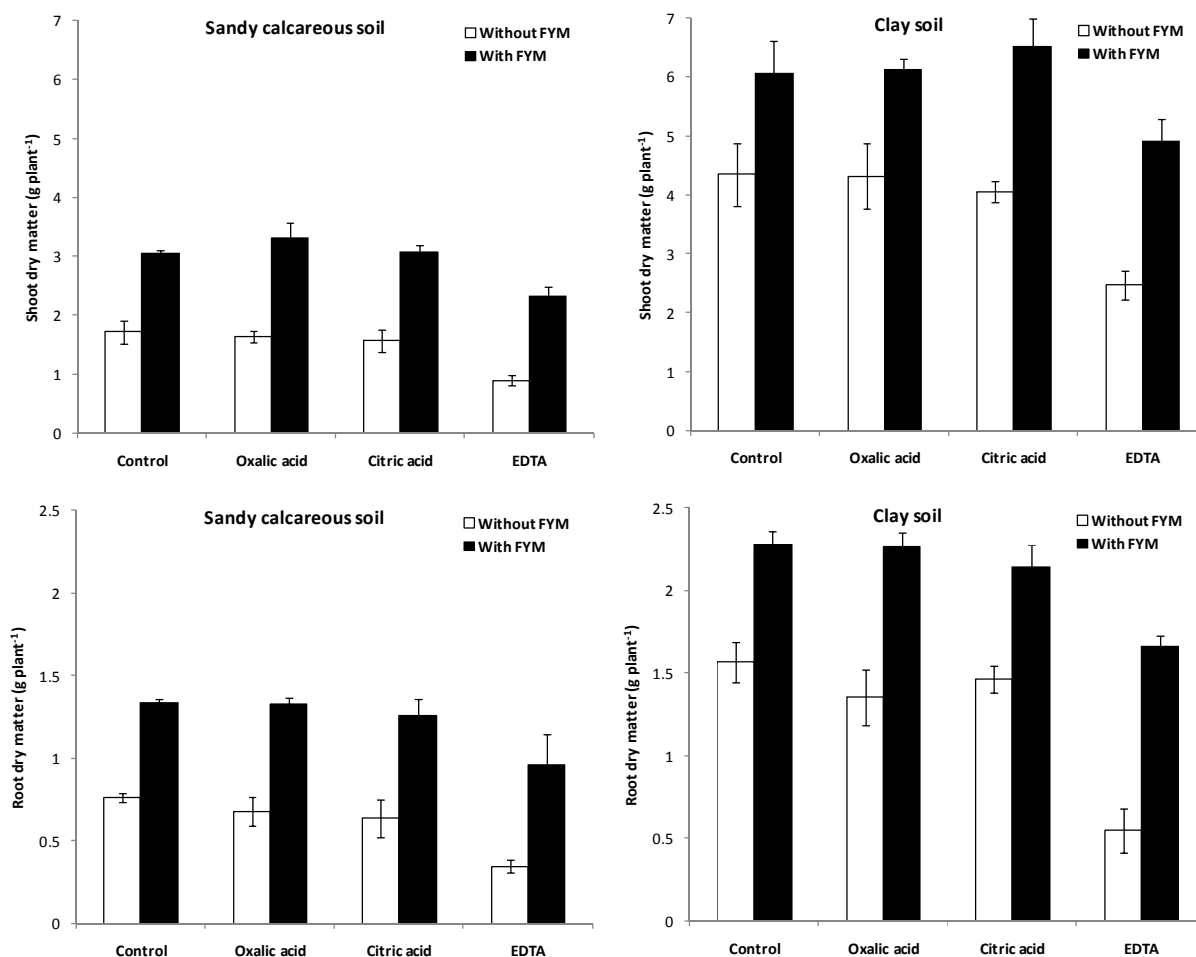 Sandy calcareous soil
Without FYM
With FYM
Shoot dry matter (g plant⁻¹)
7
6
5
4
3
2
1
0
Control Oxalic acid Citric acid EDTA
Clay soil
Without FYM
With FYM
Shoot dry matter (g plant⁻¹)
7
6
5
4
3
2
1
0
Control Oxalic acid Citric acid EDTA
Sandy calcareous soil
Without FYM
With FYM
Root dry matter (g plant⁻¹)
2.5
2
1.5
1
0.5
0
Control Oxalic acid Citric acid EDTA
Clay soil
Without FYM
With FYM
Root dry matter (g plant⁻¹)
2.5
2
1.5
1
0.5
0
Control Oxalic acid Citric acid EDTA